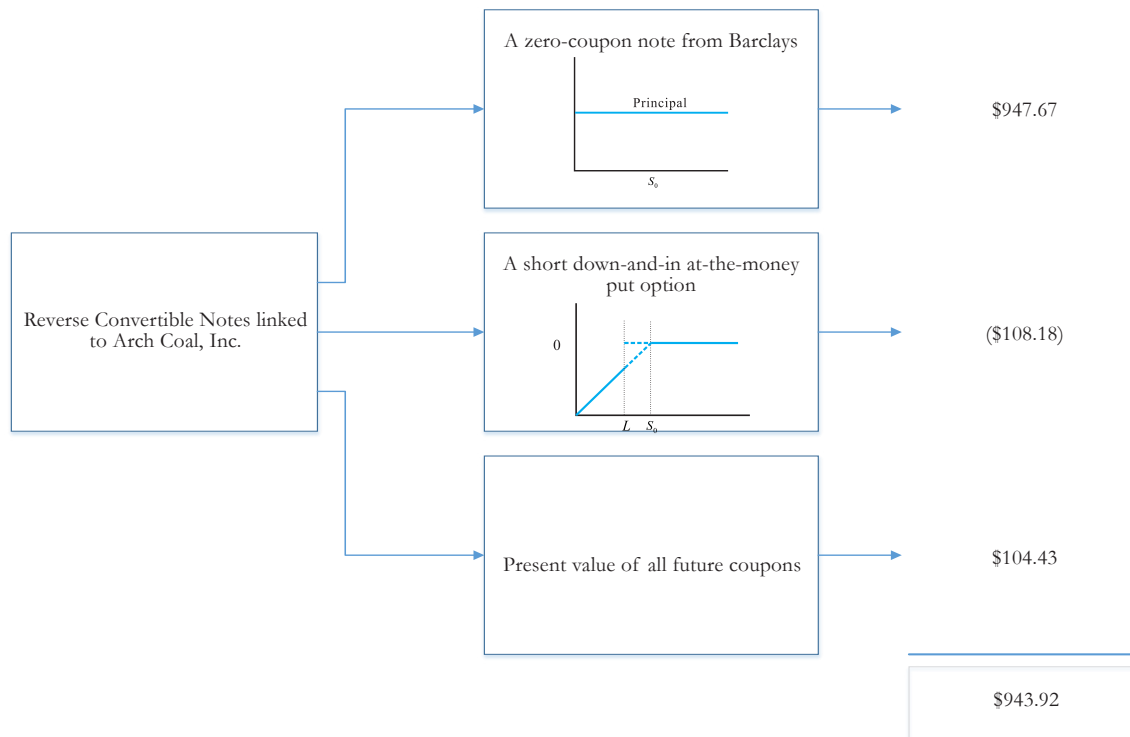 A zero-coupon note from Barclays
Principal
S₀
$947.67
Reverse Convertible Notes linked
to Arch Coal, Inc.
A short down-and-in at-the-money
put option
0
L S₀
($108.18)
Present value of all future coupons
$104.43
$943.92